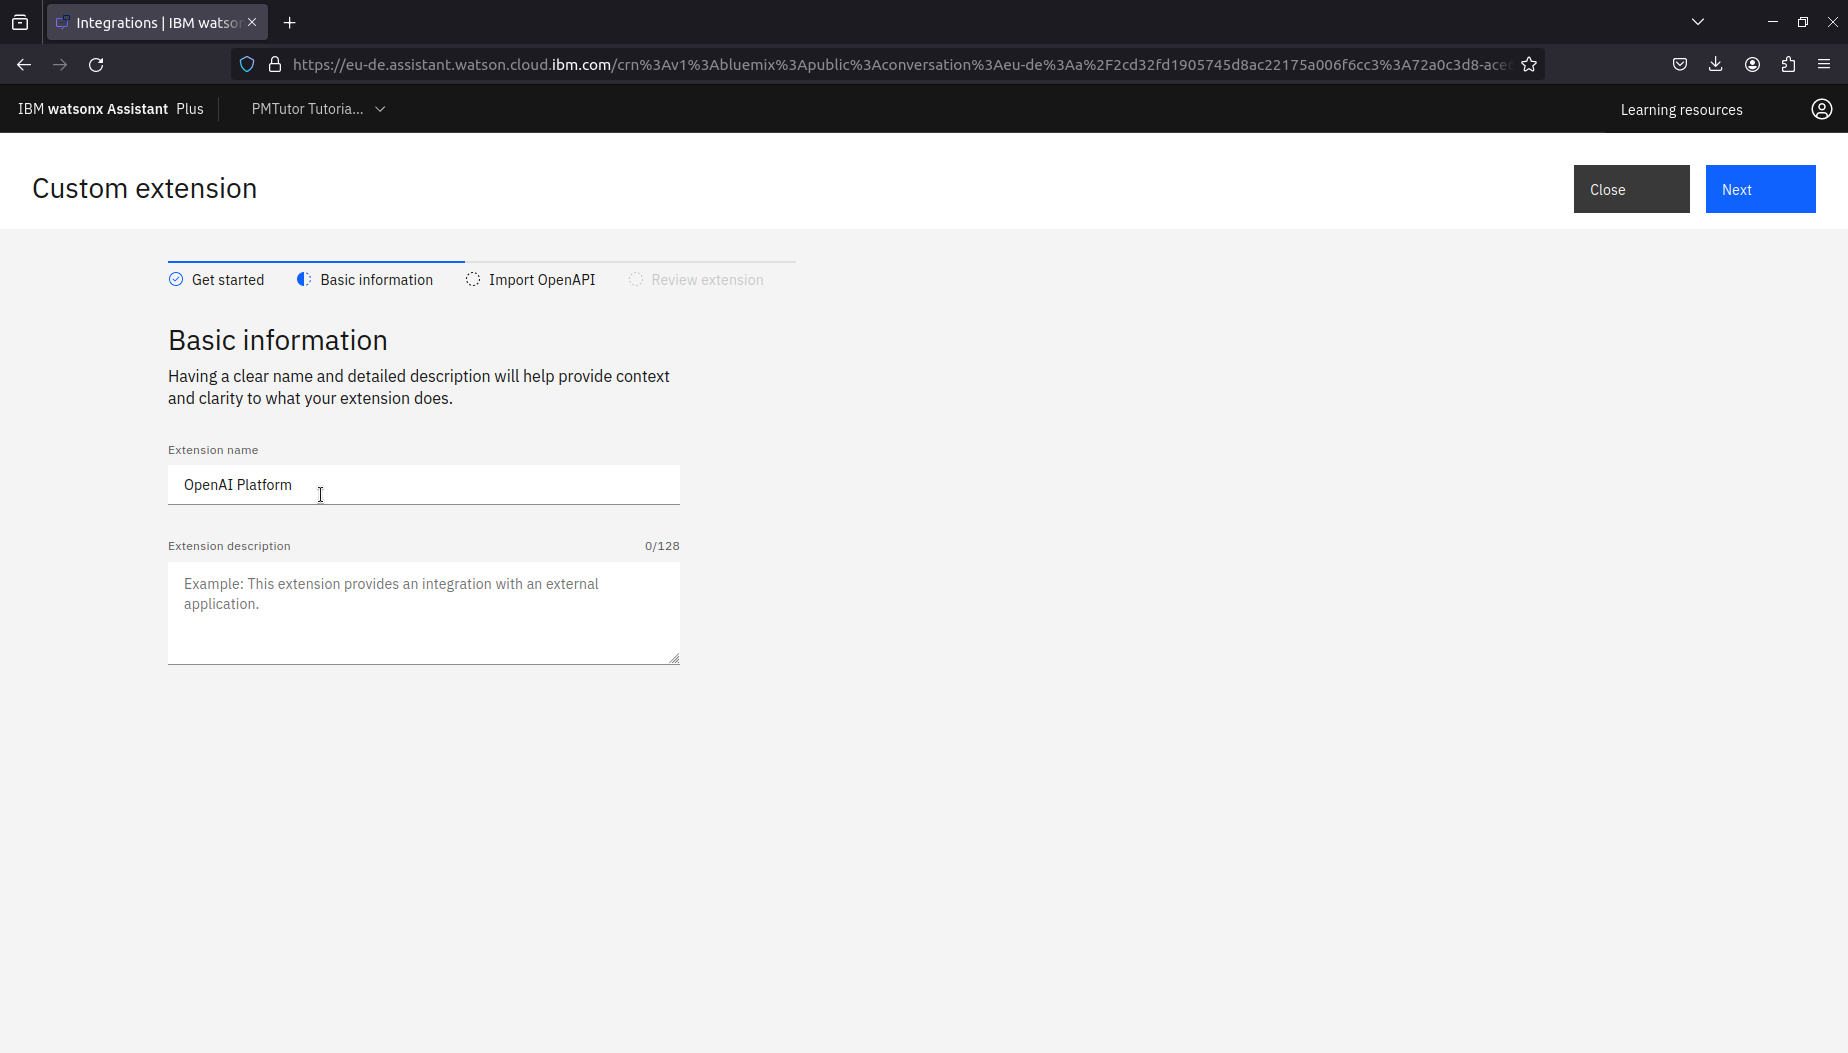 Integrations | IBM watso
https://eu-de.assistant.watson.cloud.ibm.com/crn%3Av1%3Abluemix%3Apublic%3Aconversation%3Aeu-de%3Aa%2F2cd32fd1905745d8ac22175a006f6cc3%3A72a0c3d8-ace
IBM watsonx Assistant Plus
PMTutor Tutoria...
Learning resources
Custom extension
Close
Next
Get started
Basic information
Import OpenAPI
Review extension
Basic information
Having a clear name and detailed description will help provide context
and clarity to what your extension does.
Extension name
OpenAI Platform
Extension description
0/128
Example: This extension provides an integration with an external
application.